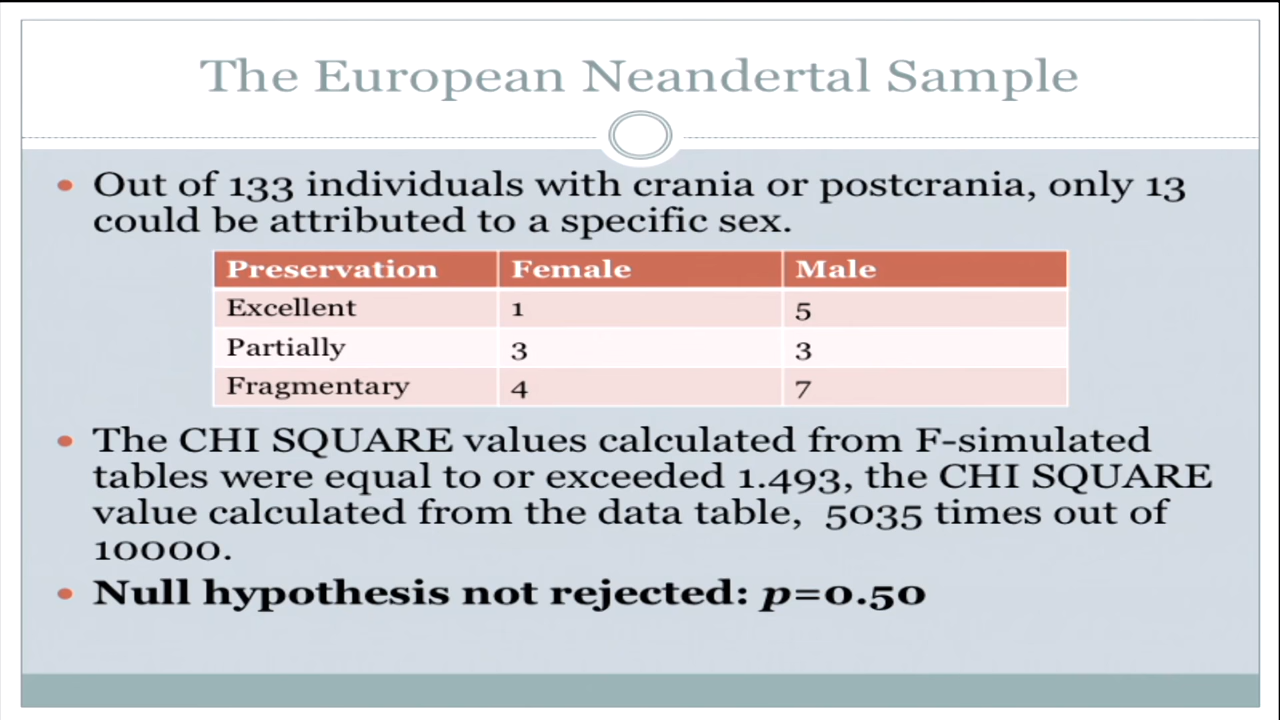 The European Neandertal Sample
• Out of 133 individuals with crania or postcrania, only 13
could be attributed to a specific sex.
Preservation Female Male
Excellent 1 5
Partially 3 3
Fragmentary 4 7
• The CHI SQUARE values calculated from F-simulated
tables were equal to or exceeded 1.493, the CHI SQUARE
value calculated from the data table, 5035 times out of
10000.
• Null hypothesis not rejected: p=0.50